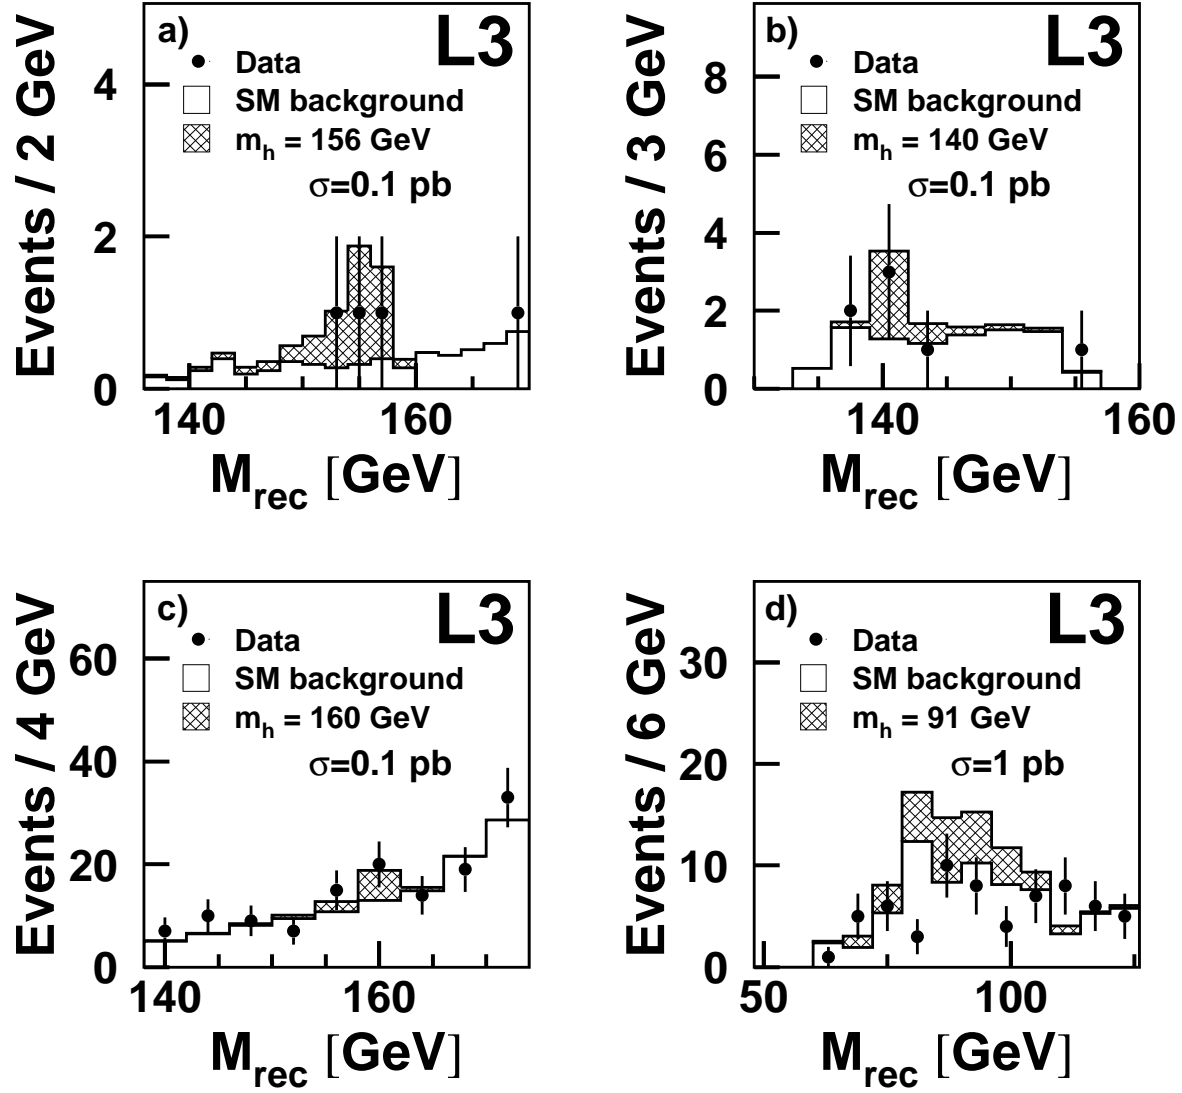 a)
L3
Data
SM background
m_h = 156 GeV
σ=0.1 pb
Events / 2 GeV
4
2
0
140
160
M_rec [GeV]
b)
L3
Data
SM background
m_h = 140 GeV
σ=0.1 pb
Events / 3 GeV
8
6
4
2
0
140
160
M_rec [GeV]
c)
L3
Data
SM background
m_h = 160 GeV
σ=0.1 pb
Events / 4 GeV
60
40
20
0
140
160
M_rec [GeV]
d)
L3
Data
SM background
m_h = 91 GeV
σ=1 pb
Events / 6 GeV
30
20
10
0
50
100
M_rec [GeV]